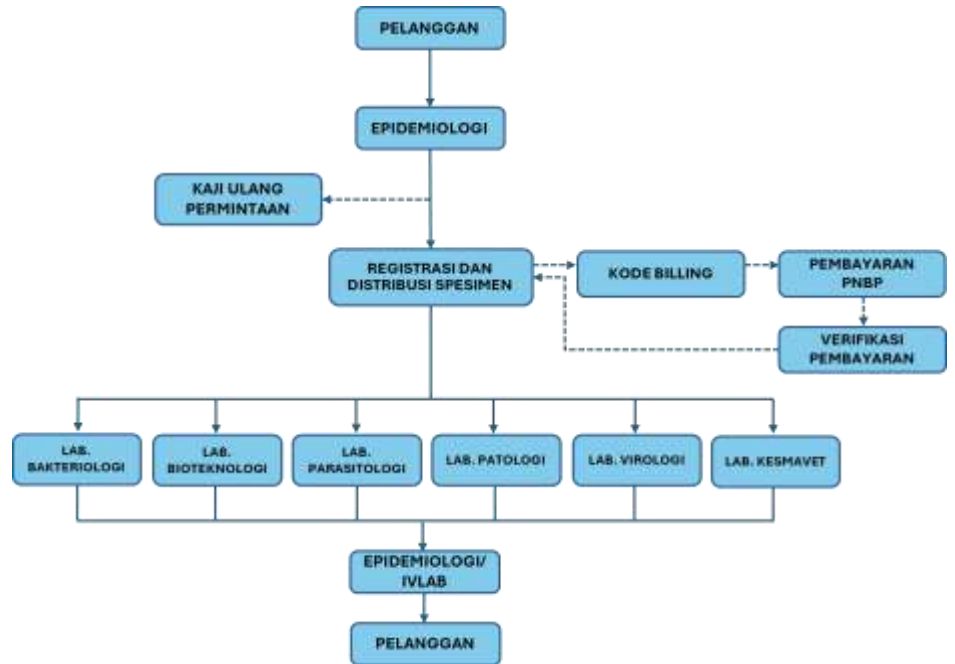 PELANGGAN
EPIDEMIOLOGI
KAJI ULANG
PERMINTAAN
REGISTRASI DAN
DISTRIBUSI SPESIMEN
KODE BILLING
PEMBAYARAN
PNBP
VERIFIKASI
PEMBAYARAN
LAB.
BAKTERIOLOGI
LAB.
BIOTEKNOLOGI
LAB.
PARASITOLOGI
LAB. PATOLOGI
LAB. VIROLOGI
LAB. KESMAVET
EPIDEMIOLOGI/
IVLAB
PELANGGAN